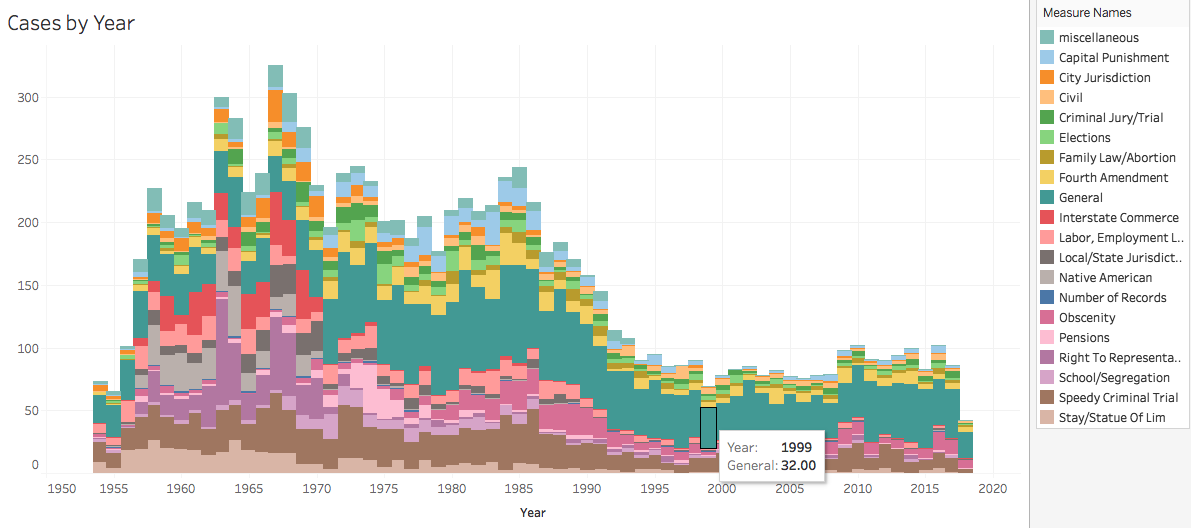 Cases by Year
300
250
200
150
100
50
0
1950 1955 1960 1965 1970 1975 1980 1985 1990 1995 2000 2005 2010 2015 2020
Year
Year: 1999
General: 32.00
Measure Names
miscellaneous
Capital Punishment
City Jurisdiction
Civil
Criminal Jury/Trial
Elections
Family Law/Abortion
Fourth Amendment
General
Interstate Commerce
Labor, Employment L..
Local/State Jurisdict..
Native American
Number of Records
Obscenity
Pensions
Right To Representa..
School/Segregation
Speedy Criminal Trial
Stay/Statue Of Lim